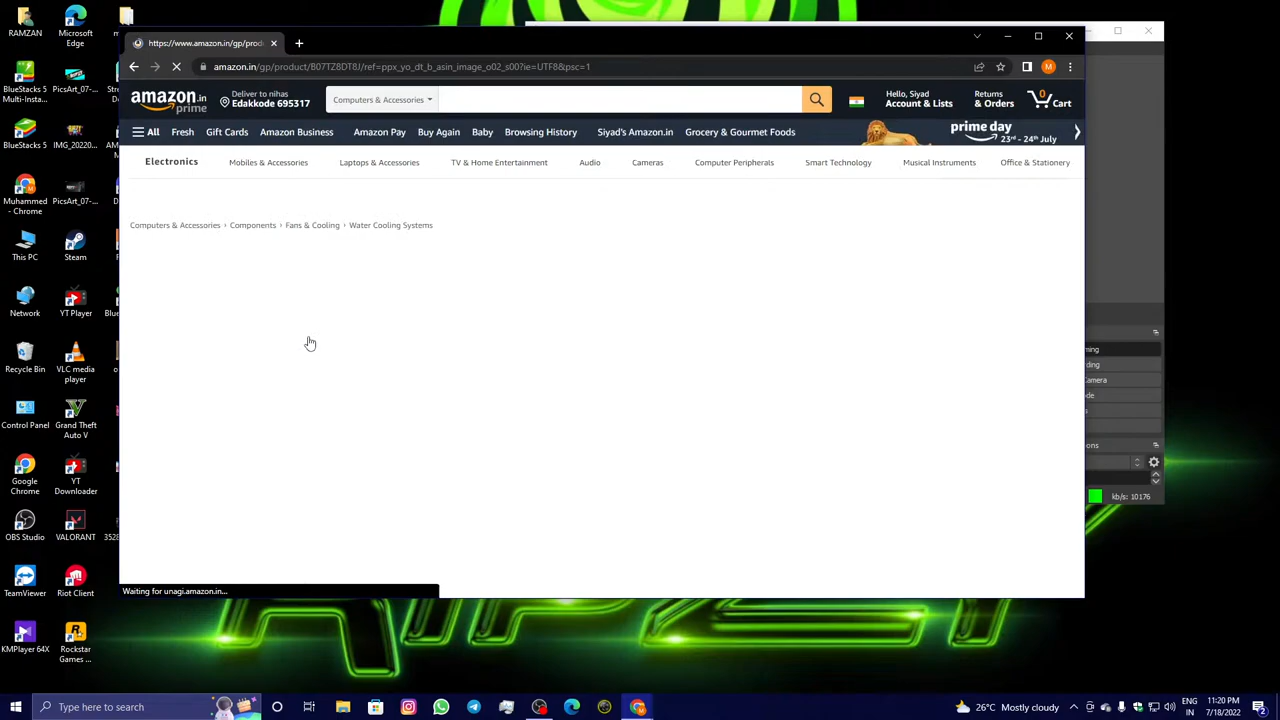 RAMZAN
Microsoft
Edge
BlueStacks 5
Multi-Insta...
PicsArt_07-...
BlueStacks 5
IMG_20220...
Muhammed
- Chrome
PicsArt_07-...
This PC
Steam
Network
YT Player
Recycle Bin
VLC media
player
Control Panel
Grand Theft
Auto V
Google
Chrome
YT
Downloader
OBS Studio
VALORANT
TeamViewer
Riot Client
KMPlayer 64X
Rockstar
Games ...
https://www.amazon.in/gp/prod
amazon.in/gp/product/B07TZ8DT8J/ref=ppx_yo_dt_b_asin_image_o02_s00?ie=UTF8&psc=1
M
amazon.in
prime
Deliver to nihas
Edakkode 695317
Computers & Accessories
Hello, Siyad
Account & Lists
Returns
& Orders
0
Cart
All Fresh Gift Cards Amazon Business Amazon Pay Buy Again Baby Browsing History Siyad's Amazon.in Grocery & Gourmet Foods
prime day
23rd - 24th July
Electronics Mobiles & Accessories Laptops & Accessories TV & Home Entertainment Audio Cameras Computer Peripherals Smart Technology Musical Instruments Office & Stationery
Computers & Accessories › Components › Fans & Cooling › Water Cooling Systems
Waiting for unagi.amazon.in...
kb/s: 10176
Type here to search
26°C Mostly cloudy
ENG
IN
11:20 PM
7/18/2022